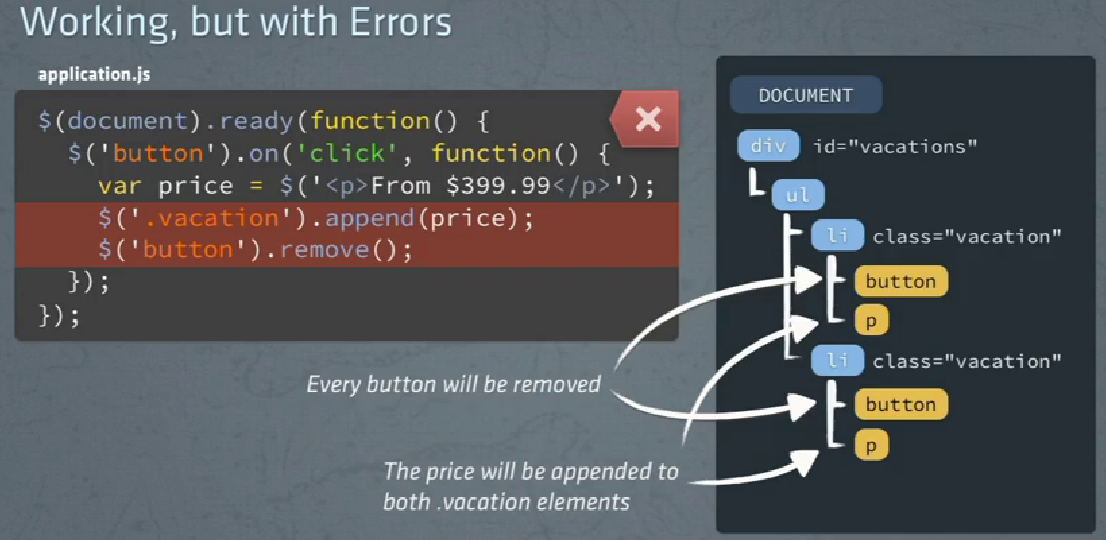 Working, but with Errors
application.js
$(document).ready(function() {
  $('button').on('click', function() {
    var price = $('<p>From $399.99</p>');
    $('.vacation').append(price);
    $('button').remove();
  });
});
Every button will be removed
The price will be appended to
both .vacation elements
DOCUMENT
div id="vacations"
ul
li class="vacation"
button
p
li class="vacation"
button
p